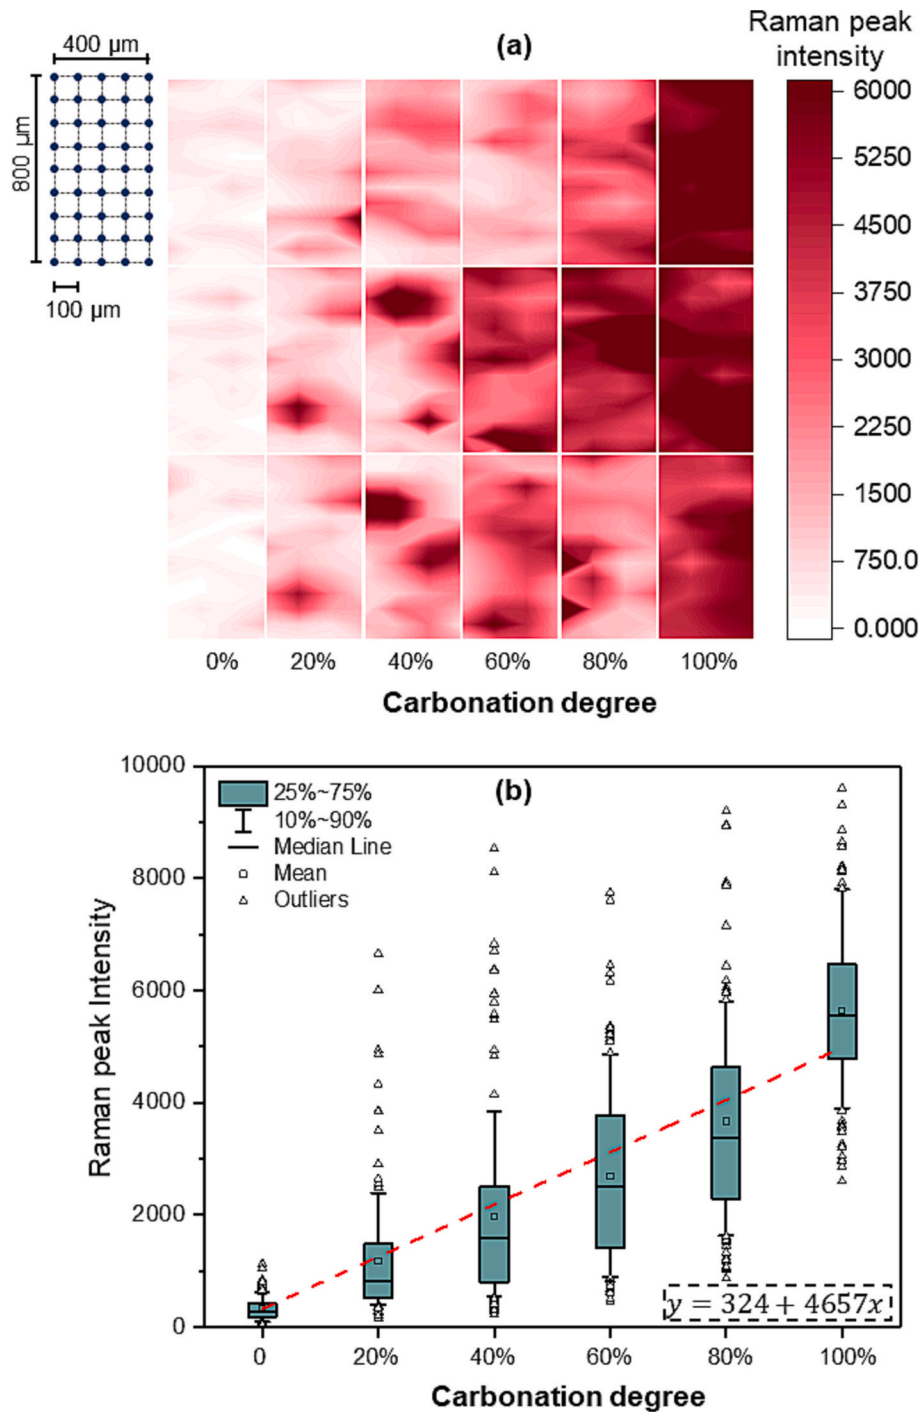 (a)
Raman peak
intensity
400 μm
800 μm
100 μm
6000
5250
4500
3750
3000
2250
1500
750.0
0.000
0% 20% 40% 60% 80% 100%
Carbonation degree
(b)
25%~75%
10%~90%
Median Line
Mean
Outliers
10000
8000
6000
4000
2000
0
Raman peak Intensity
y = 324 + 4657x
0 20% 40% 60% 80% 100%
Carbonation degree